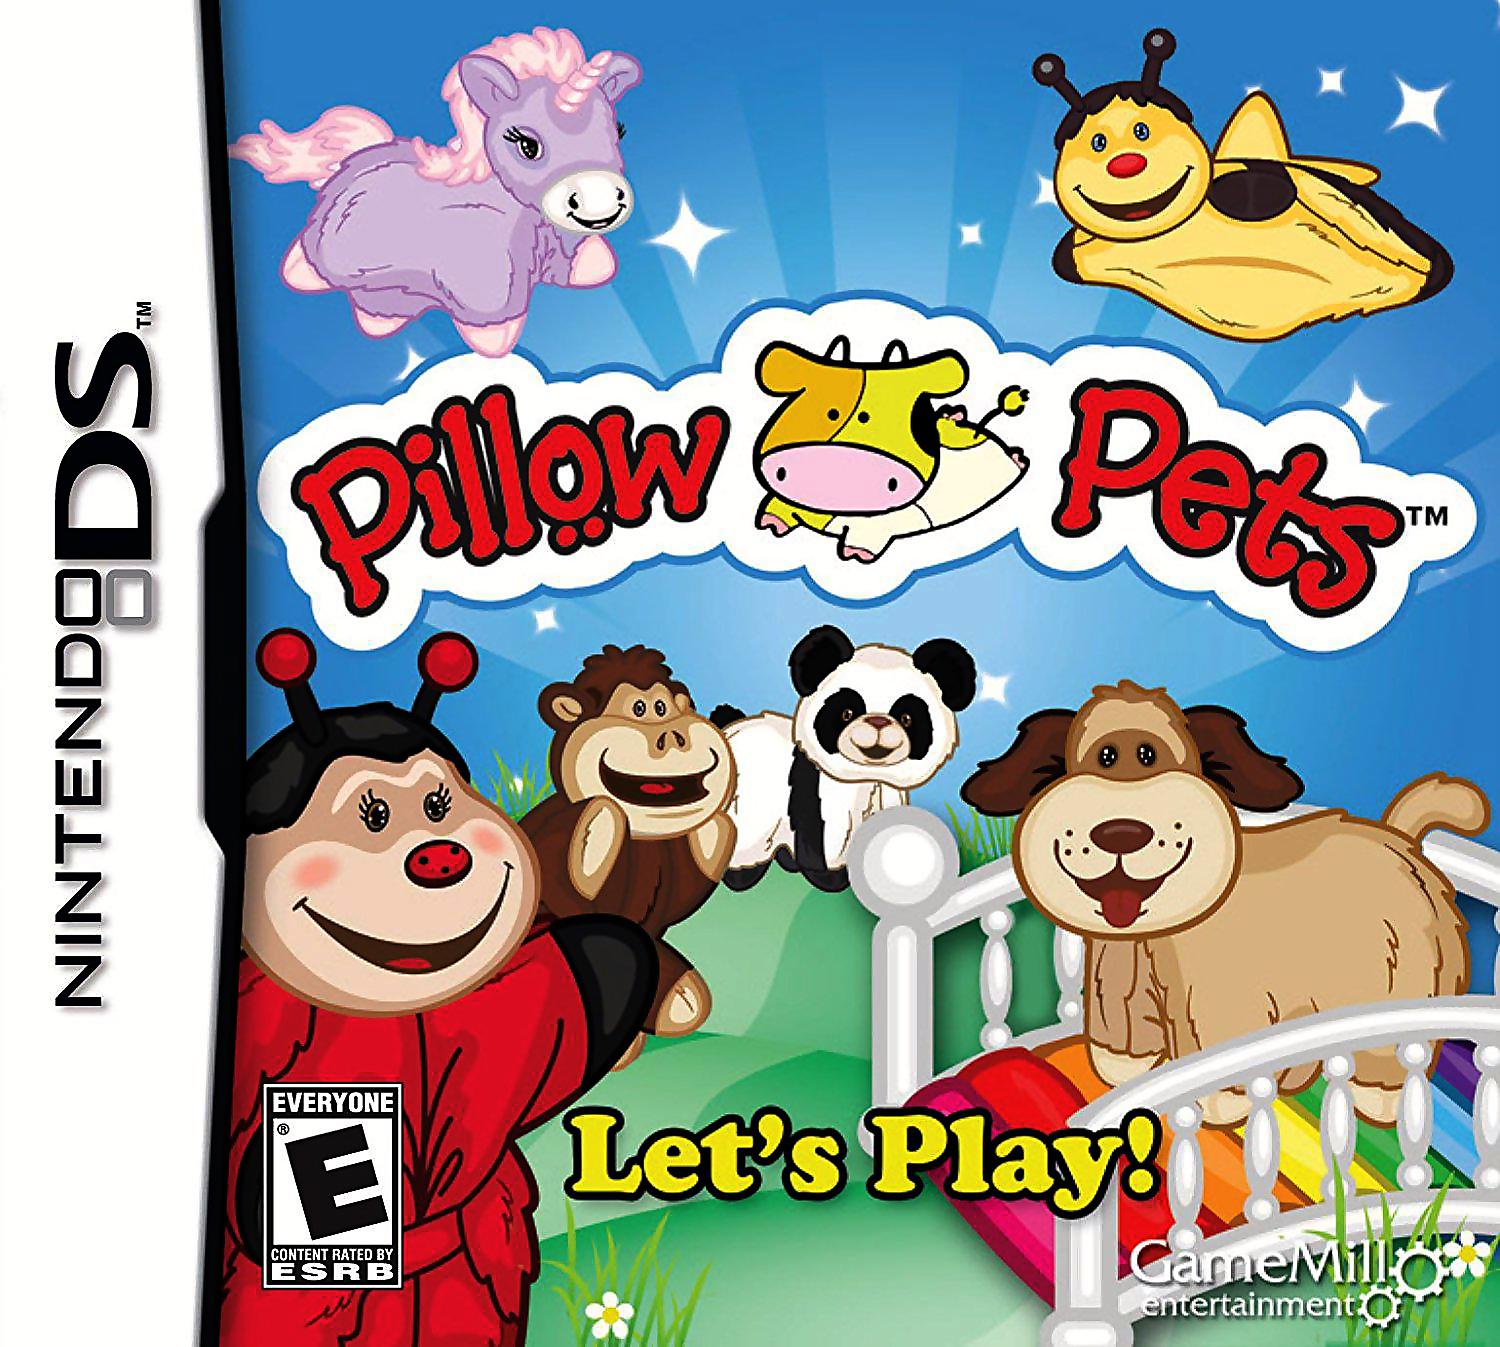 NINTENDO DS™
Pillow Pets™
Let's Play!
EVERYONE
®
E
CONTENT RATED BY
ESRB
GameMill
entertainment